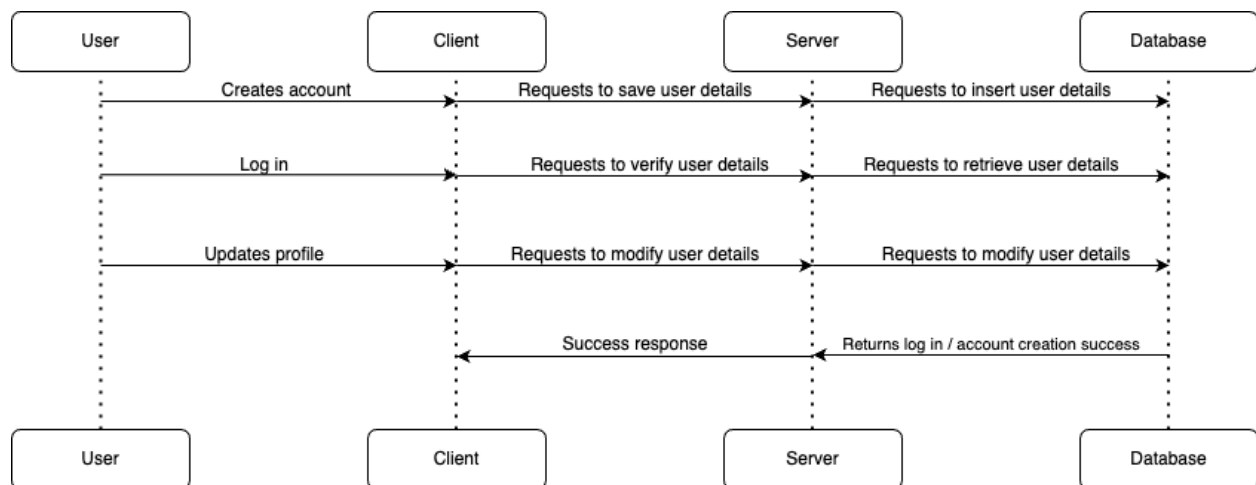 User
Client
Server
Database
Creates account
Requests to save user details
Requests to insert user details
Log in
Requests to verify user details
Requests to retrieve user details
Updates profile
Requests to modify user details
Requests to modify user details
Success response
Returns log in / account creation success
User
Client
Server
Database